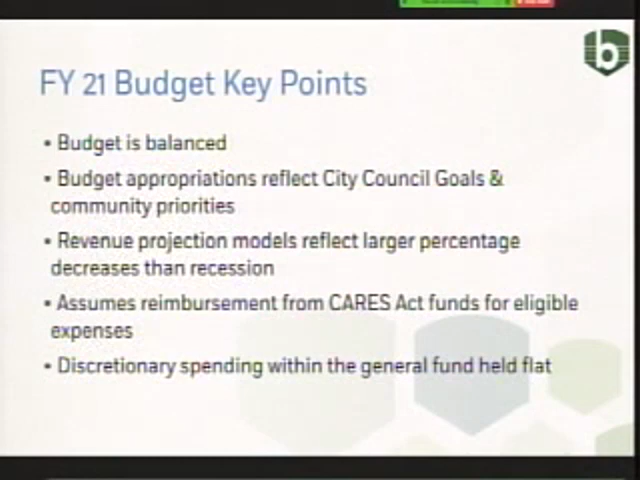 b
FY 21 Budget Key Points
• Budget is balanced
• Budget appropriations reflect City Council Goals &
community priorities
• Revenue projection models reflect larger percentage
decreases than recession
• Assumes reimbursement from CARES Act funds for eligible
expenses
• Discretionary spending within the general fund held flat